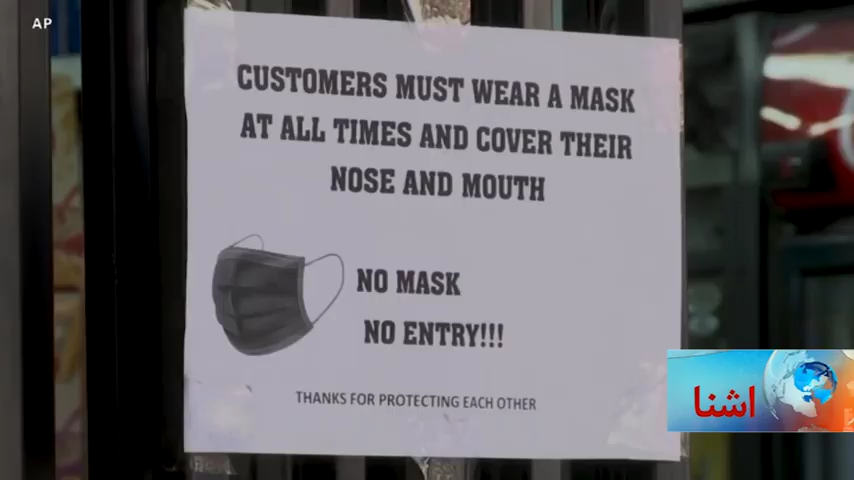 AP
CUSTOMERS MUST WEAR A MASK
AT ALL TIMES AND COVER THEIR
NOSE AND MOUTH
NO MASK
NO ENTRY!!!
THANKS FOR PROTECTING EACH OTHER
اشنا